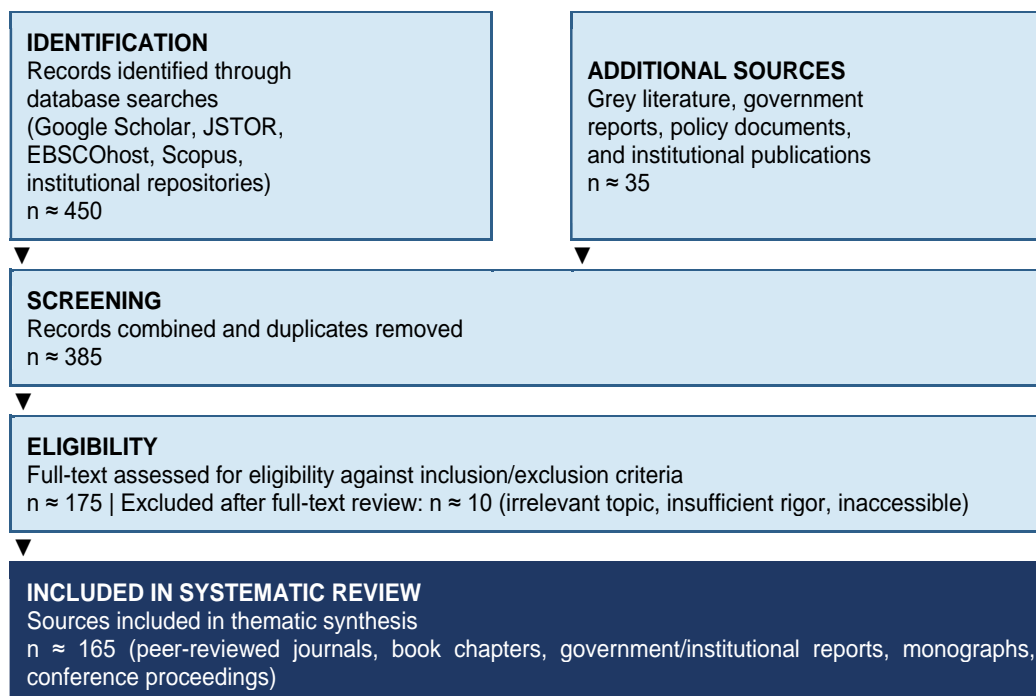 IDENTIFICATION
Records identified through
database searches
(Google Scholar, JSTOR,
EBSCOhost, Scopus,
institutional repositories)
n ≈ 450
ADDITIONAL SOURCES
Grey literature, government
reports, policy documents,
and institutional publications
n ≈ 35
▼
▼
SCREENING
Records combined and duplicates removed
n ≈ 385
▼
ELIGIBILITY
Full-text assessed for eligibility against inclusion/exclusion criteria
n ≈ 175 | Excluded after full-text review: n ≈ 10 (irrelevant topic, insufficient rigor, inaccessible)
▼
INCLUDED IN SYSTEMATIC REVIEW
Sources included in thematic synthesis
n ≈ 165 (peer-reviewed journals, book chapters, government/institutional reports, monographs,
conference proceedings)